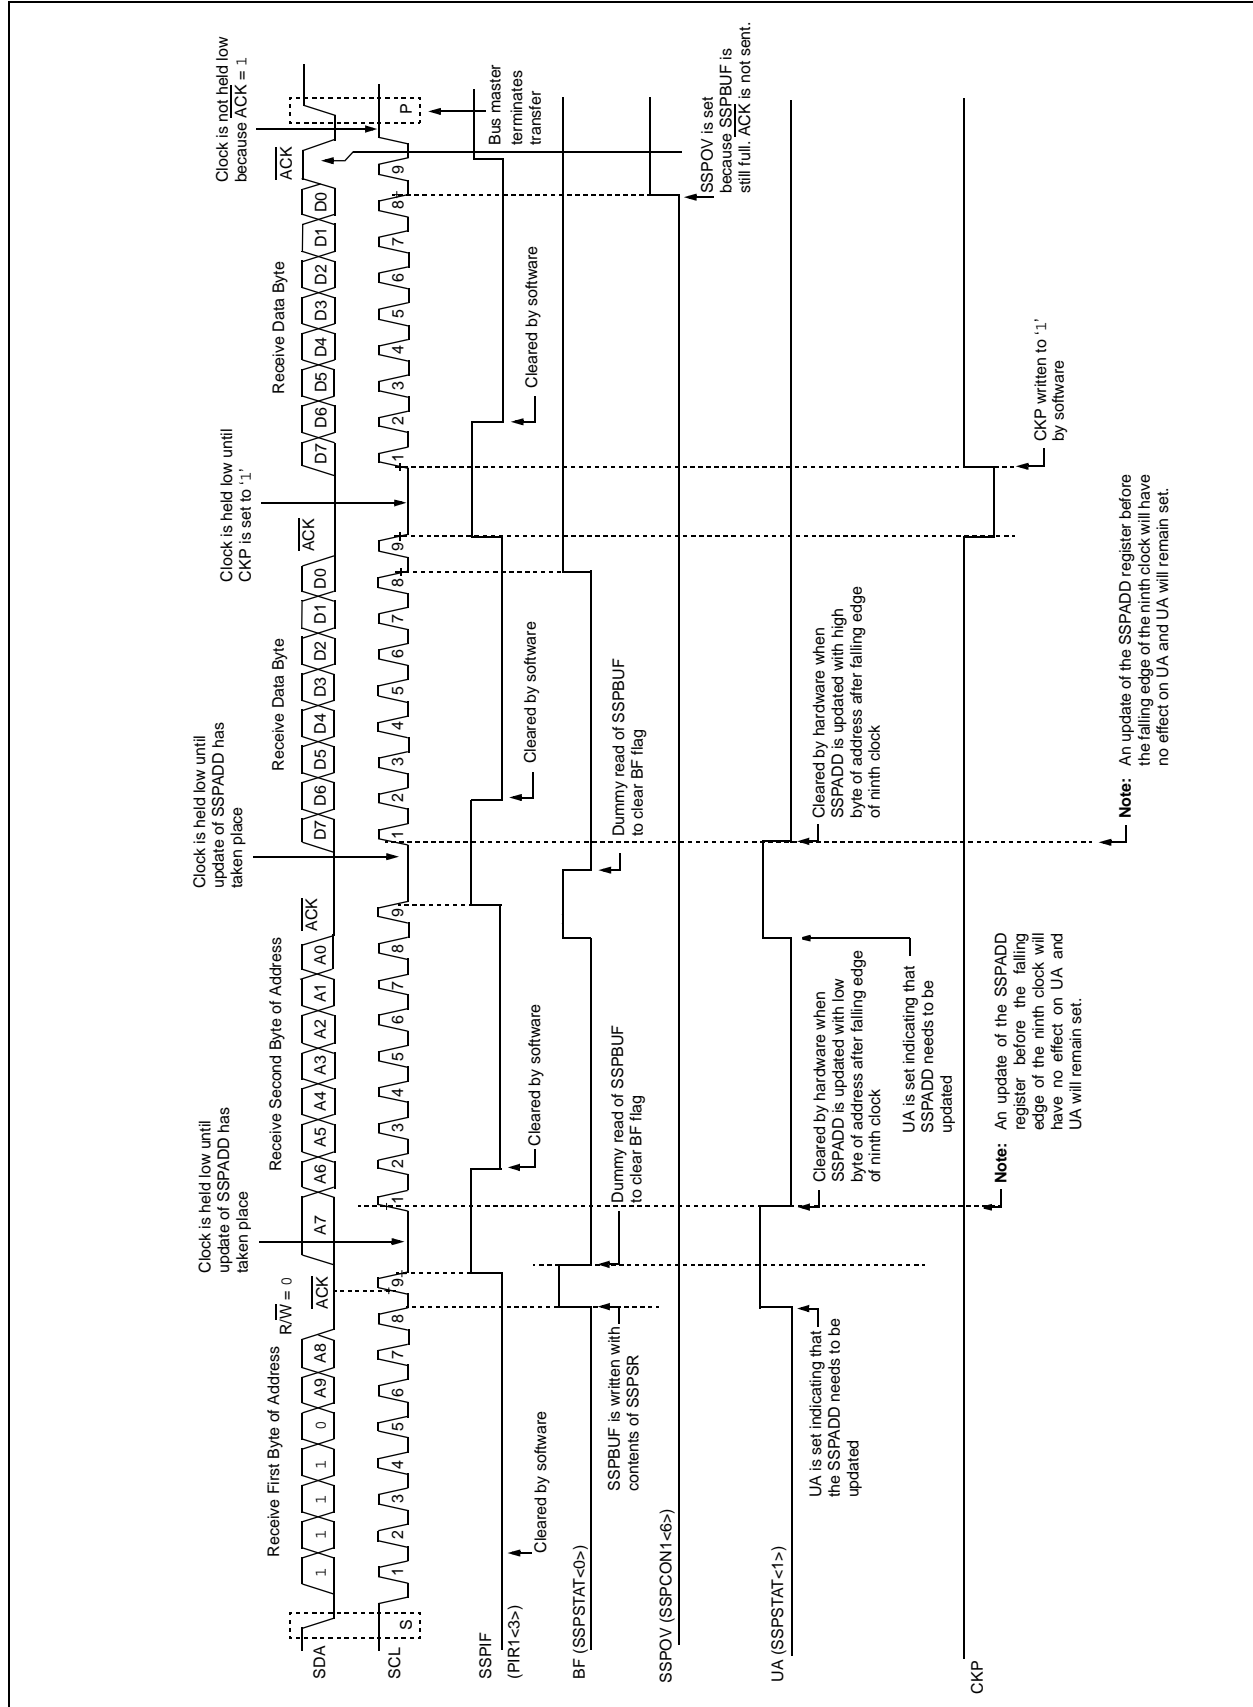 Clock is held low until
update of SSPADD has
taken place
Clock is held low until
update of SSPADD has
taken place
Clock is held low until
CKP is set to ‘1’
Clock is not held low
because ACK = 1
Receive First Byte of Address
R/W = 0
Receive Second Byte of Address
Receive Data Byte
Receive Data Byte
ACK
ACK
ACK
ACK
SDA
1 1 1 1 0 A9 A8
A7 A6 A5 A4 A3 A2 A1 A0
D7 D6 D5 D4 D3 D2 D1 D0
D7 D6 D5 D4 D3 D2 D1 D0
SCL
S
1 2 3 4 5 6 7 8 9
1 2 3 4 5 6 7 8 9
1 2 3 4 5 6 7 8 9
1 2 3 4 5 6 7 8 9
P
Bus master
terminates
transfer
SSPIF
(PIR1<3>)
Cleared by software
Cleared by software
Cleared by software
Cleared by software
BF (SSPSTAT<0>)
SSPBUF is written with
contents of SSPSR
Dummy read of SSPBUF
to clear BF flag
Dummy read of SSPBUF
to clear BF flag
SSPOV (SSPCON1<6>)
SSPOV is set
because SSPBUF is
still full. ACK is not sent.
UA (SSPSTAT<1>)
UA is set indicating that
the SSPADD needs to be
updated
Cleared by hardware when
SSPADD is updated with low
byte of address after falling edge
of ninth clock
UA is set indicating that
SSPADD needs to be
updated
Cleared by hardware when
SSPADD is updated with high
byte of address after falling edge
of ninth clock
CKP
CKP written to ‘1’
by software
Note: An update of the SSPADD
register before the falling
edge of the ninth clock will
have no effect on UA and
UA will remain set.
Note: An update of the SSPADD register before
the falling edge of the ninth clock will have
no effect on UA and UA will remain set.